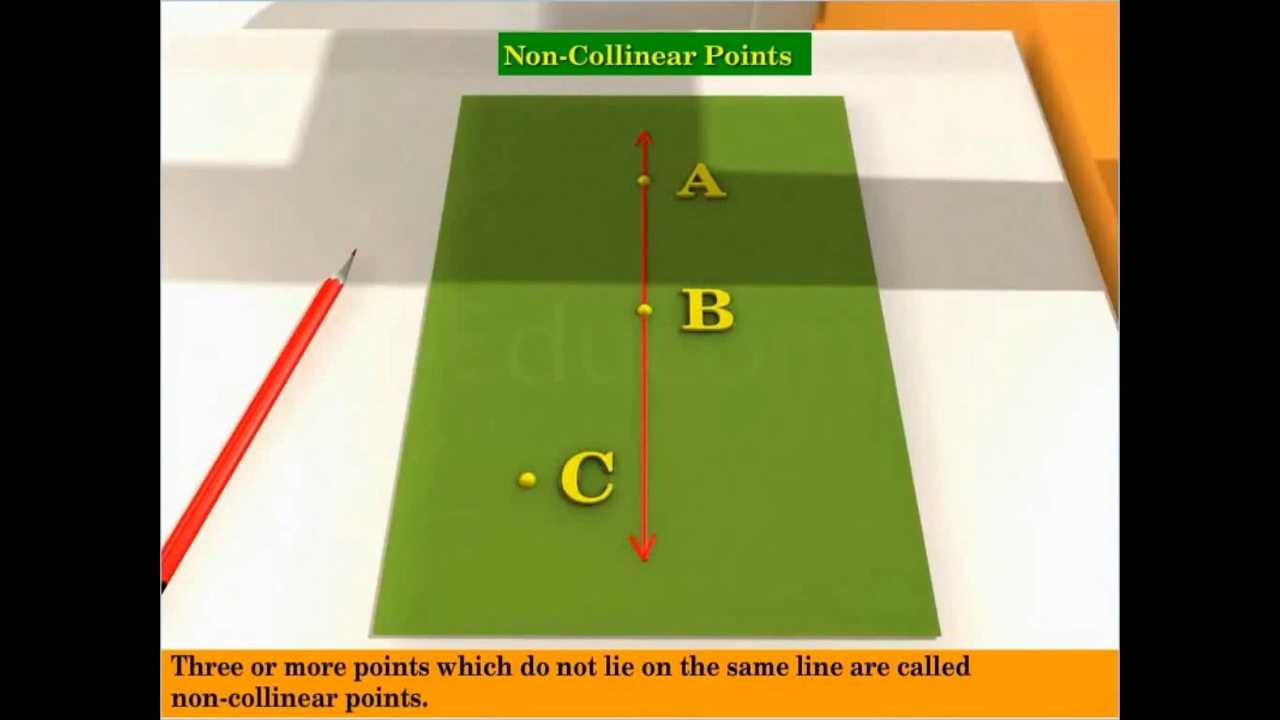 Non-Collinear Points
A
B
Educom
C
Three or more points which do not lie on the same line are called
non-collinear points.